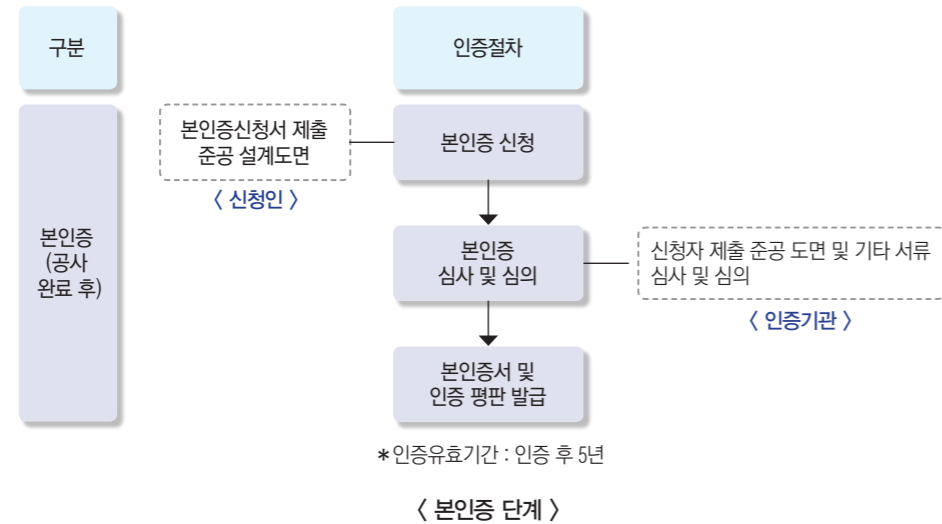 구분
인증절차
본인증신청서 제출
준공 설계도면
〈 신청인 〉
본인증 신청
본인증
(공사
완료 후)
본인증
심사 및 심의
신청자 제출 준공 도면 및 기타 서류
심사 및 심의
〈 인증기관 〉
본인증서 및
인증 평판 발급
*인증유효기간 : 인증 후 5년
〈 본인증 단계 〉